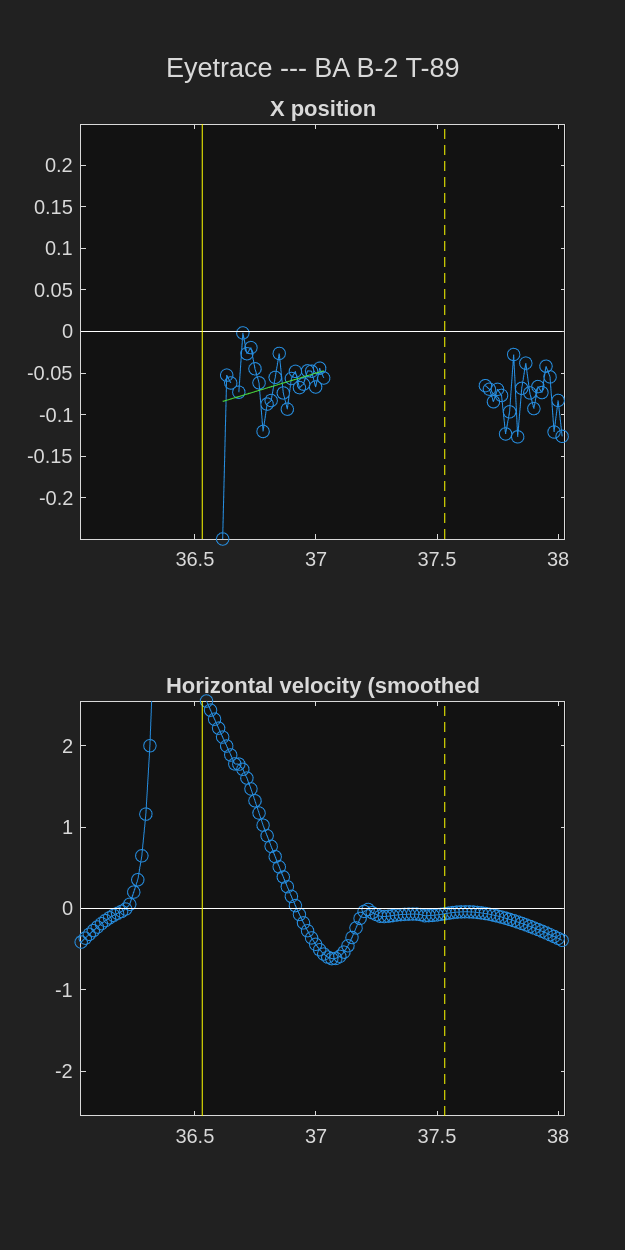 Eyetrace --- BA B-2 T-89
X position
0.2
0.15
0.1
0.05
0
-0.05
-0.1
-0.15
-0.2
36.5 37 37.5 38
Horizontal velocity (smoothed
2
1
0
-1
-2
36.5 37 37.5 38